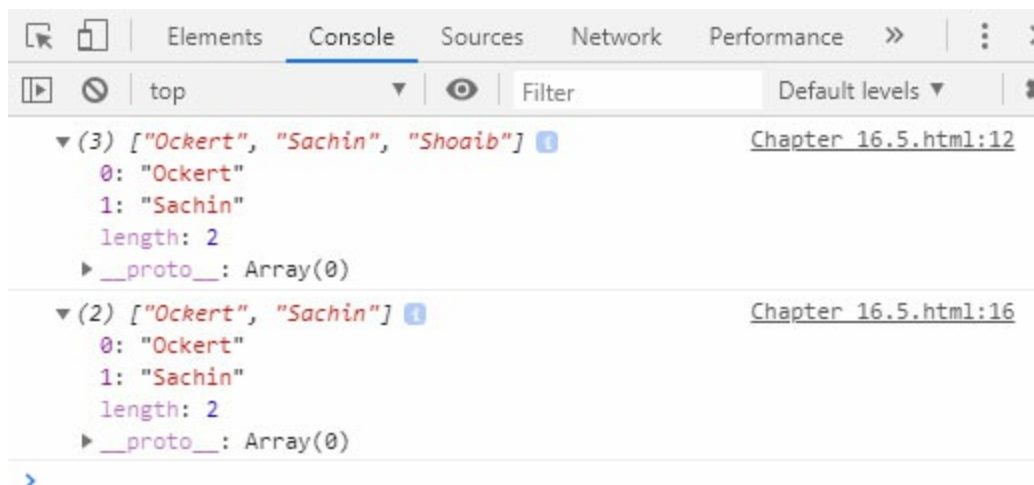 Elements Console Sources Network Performance »
top ▼ Filter Default levels ▼
▼(3) ["Ockert", "Sachin", "Shoaib"] i Chapter 16.5.html:12
0: "Ockert"
1: "Sachin"
length: 2
▶ __proto__: Array(0)
▼(2) ["Ockert", "Sachin"] i Chapter 16.5.html:16
0: "Ockert"
1: "Sachin"
length: 2
▶ __proto__: Array(0)
>